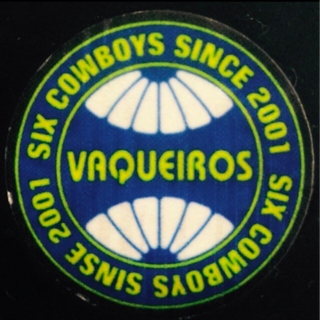 SIX COWBOYS SINCE 2001
VAQUEIROS
SIX COWBOYS SINSE 2001